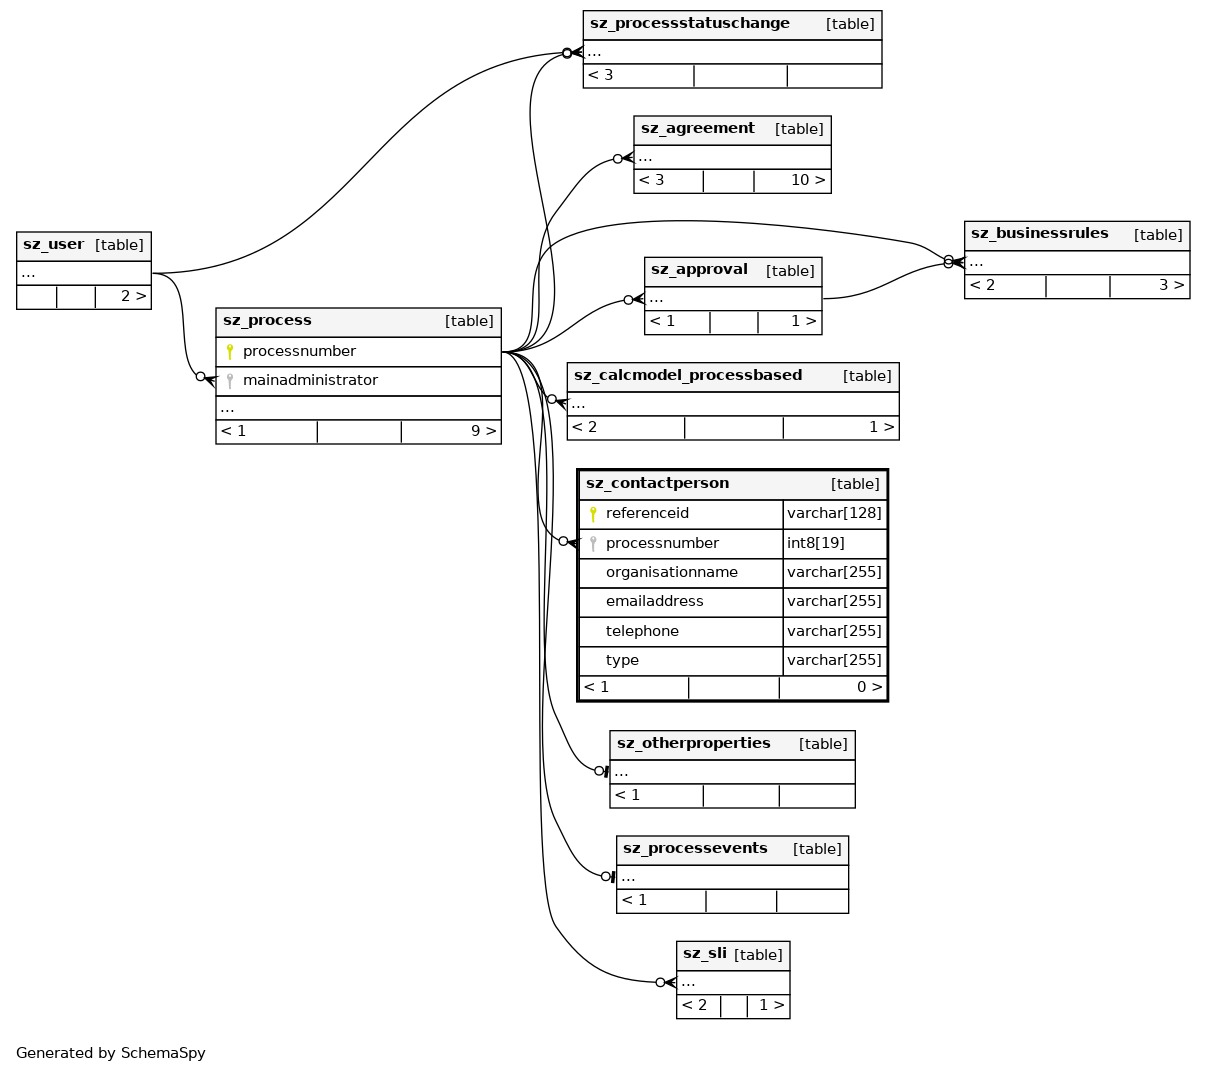 sz_processstatuschange [table]
...
< 3
sz_agreement [table]
...
< 3 10 >
sz_user [table]
...
2 >
sz_businessrules [table]
...
< 2 3 >
sz_approval [table]
...
< 1 1 >
sz_process [table]
processnumber
mainadministrator
...
< 1 9 >
sz_calcmodel_processbased [table]
...
< 2 1 >
sz_contactperson [table]
referenceid varchar[128]
processnumber int8[19]
organisationname varchar[255]
emailaddress varchar[255]
telephone varchar[255]
type varchar[255]
< 1 0 >
sz_otherproperties [table]
...
< 1
sz_processevents [table]
...
< 1
sz_sli [table]
...
< 2 1 >
Generated by SchemaSpy